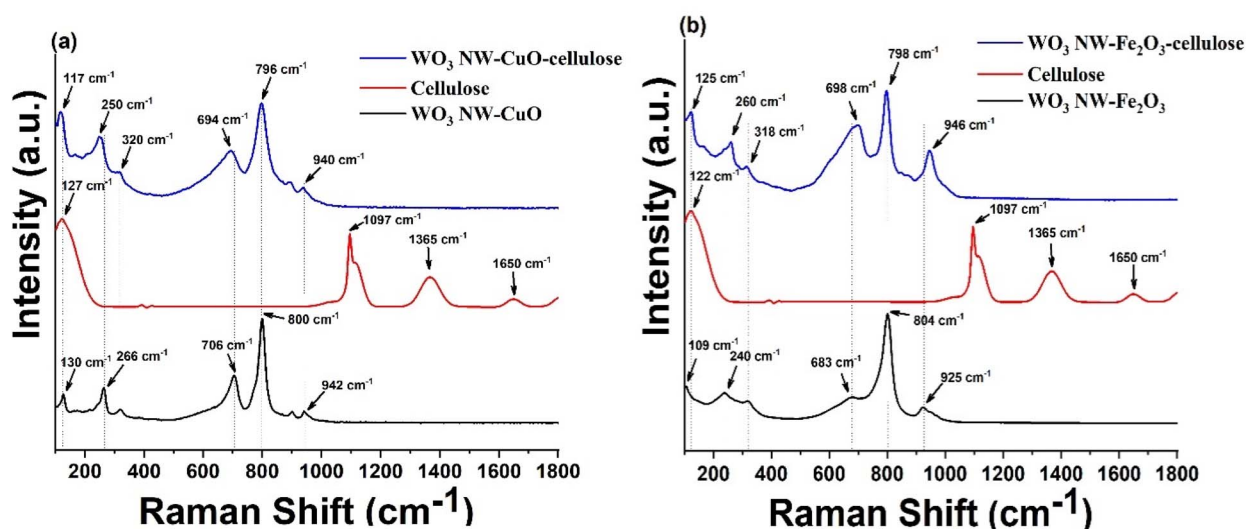 (a)
WO₃ NW-CuO-cellulose
Cellulose
WO₃ NW-CuO
117 cm⁻¹
250 cm⁻¹
320 cm⁻¹
694 cm⁻¹
796 cm⁻¹
940 cm⁻¹
127 cm⁻¹
1097 cm⁻¹
1365 cm⁻¹
1650 cm⁻¹
130 cm⁻¹
266 cm⁻¹
706 cm⁻¹
800 cm⁻¹
942 cm⁻¹
Intensity (a.u.)
200 400 600 800 1000 1200 1400 1600 1800
Raman Shift (cm⁻¹)
(b)
WO₃ NW-Fe₂O₃-cellulose
Cellulose
WO₃ NW-Fe₂O₃
125 cm⁻¹
260 cm⁻¹
318 cm⁻¹
698 cm⁻¹
798 cm⁻¹
946 cm⁻¹
122 cm⁻¹
1097 cm⁻¹
1365 cm⁻¹
1650 cm⁻¹
109 cm⁻¹
240 cm⁻¹
683 cm⁻¹
804 cm⁻¹
925 cm⁻¹
Intensity (a.u.)
200 400 600 800 1000 1200 1400 1600 1800
Raman Shift (cm⁻¹)